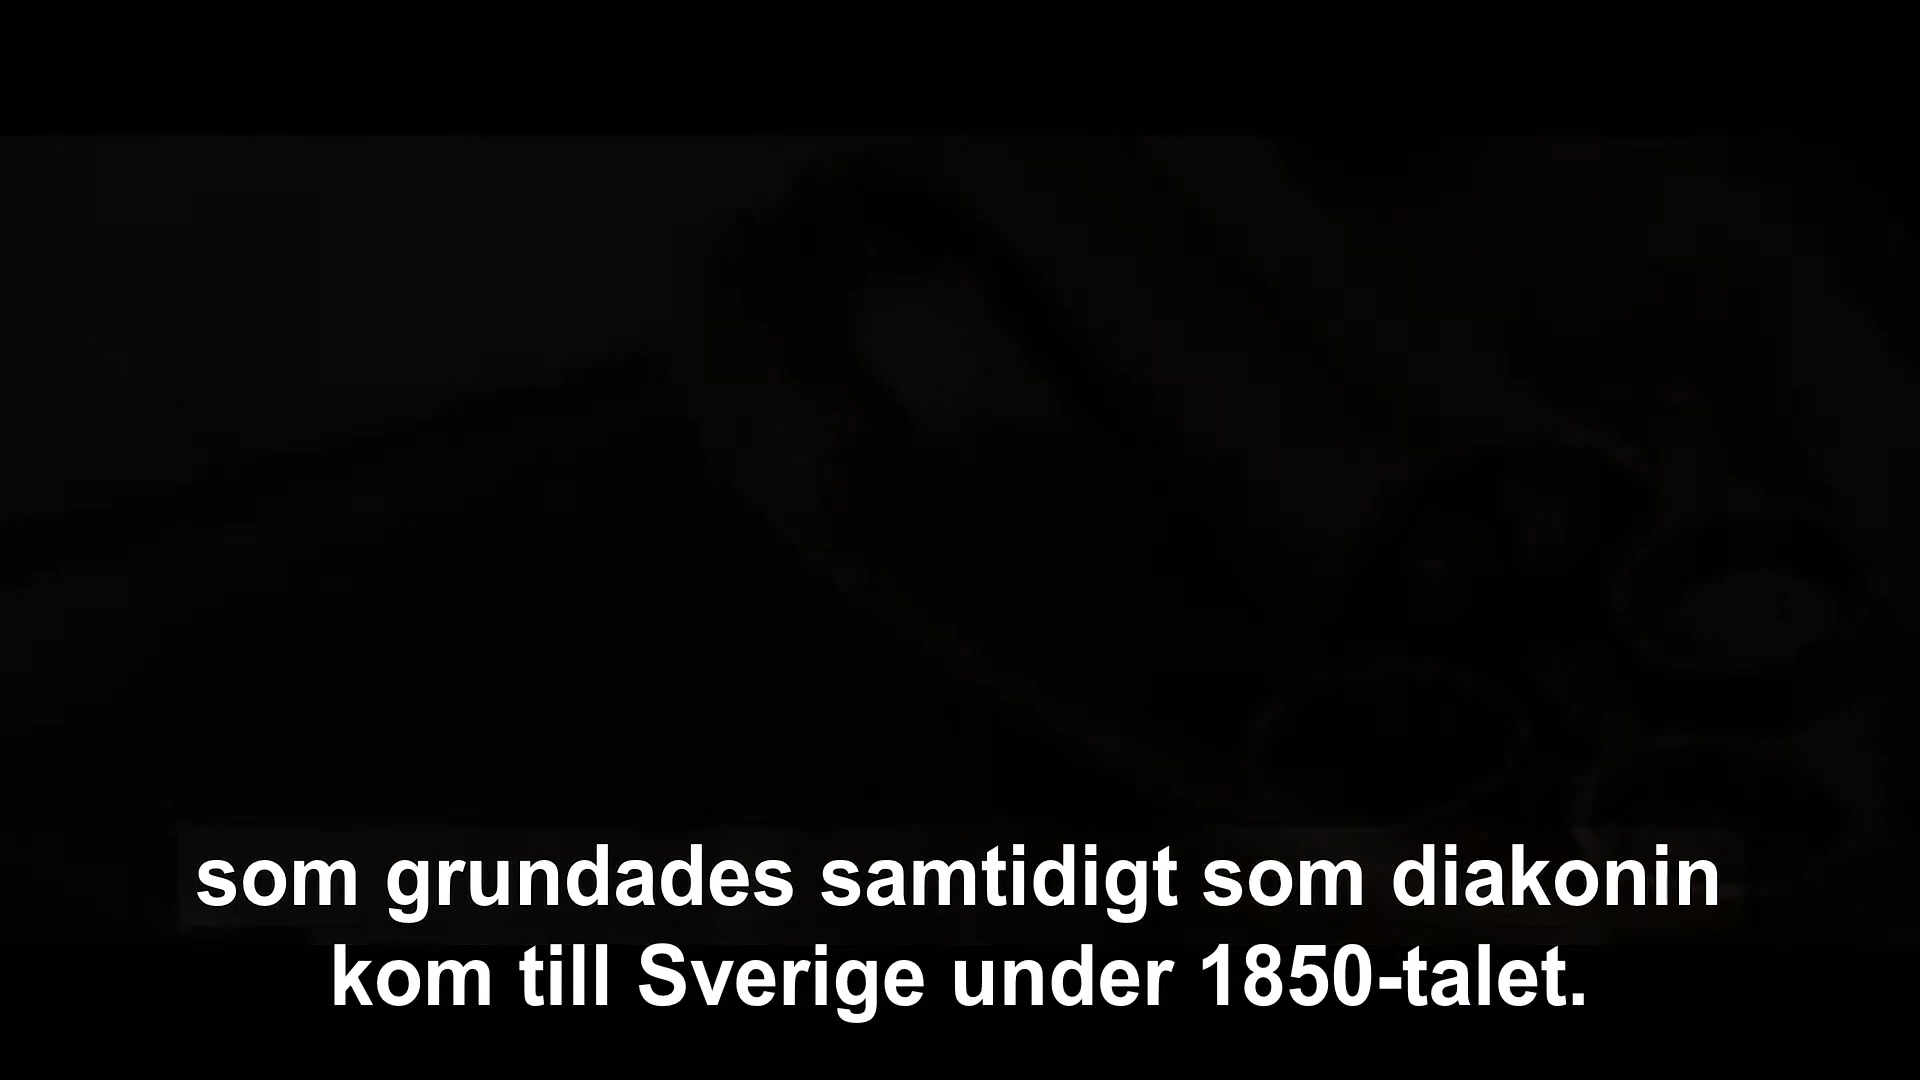 som grundades samtidigt som diakonin
kom till Sverige under 1850-talet.